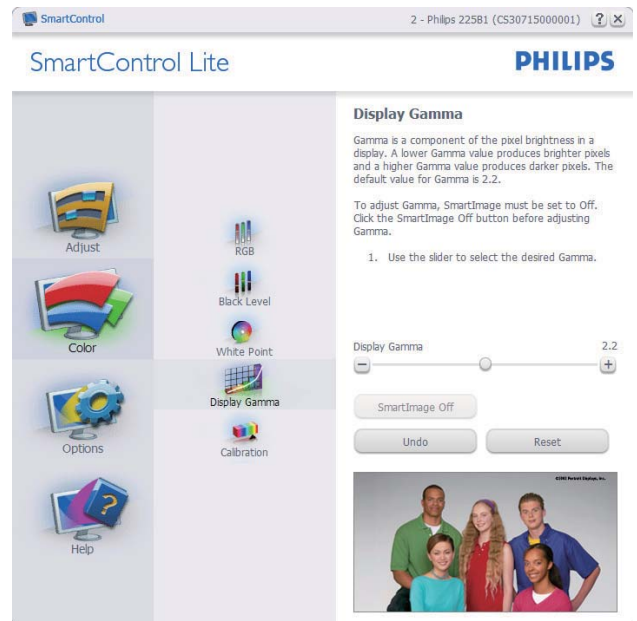 SmartControl
2 - Philips 225B1 (CS30715000001)
?
SmartControl Lite
PHILIPS
Adjust
Color
Options
?
Help
RGB
Black Level
White Point
Display Gamma
Calibration
Display Gamma
Gamma is a component of the pixel brightness in a
display. A lower Gamma value produces brighter pixels
and a higher Gamma value produces darker pixels. The
default value for Gamma is 2.2.
To adjust Gamma, SmartImage must be set to Off.
Click the SmartImage Off button before adjusting
Gamma.
1. Use the slider to select the desired Gamma.
Display Gamma
2.2
SmartImage Off
Undo
Reset
Portrait Displays, Inc.